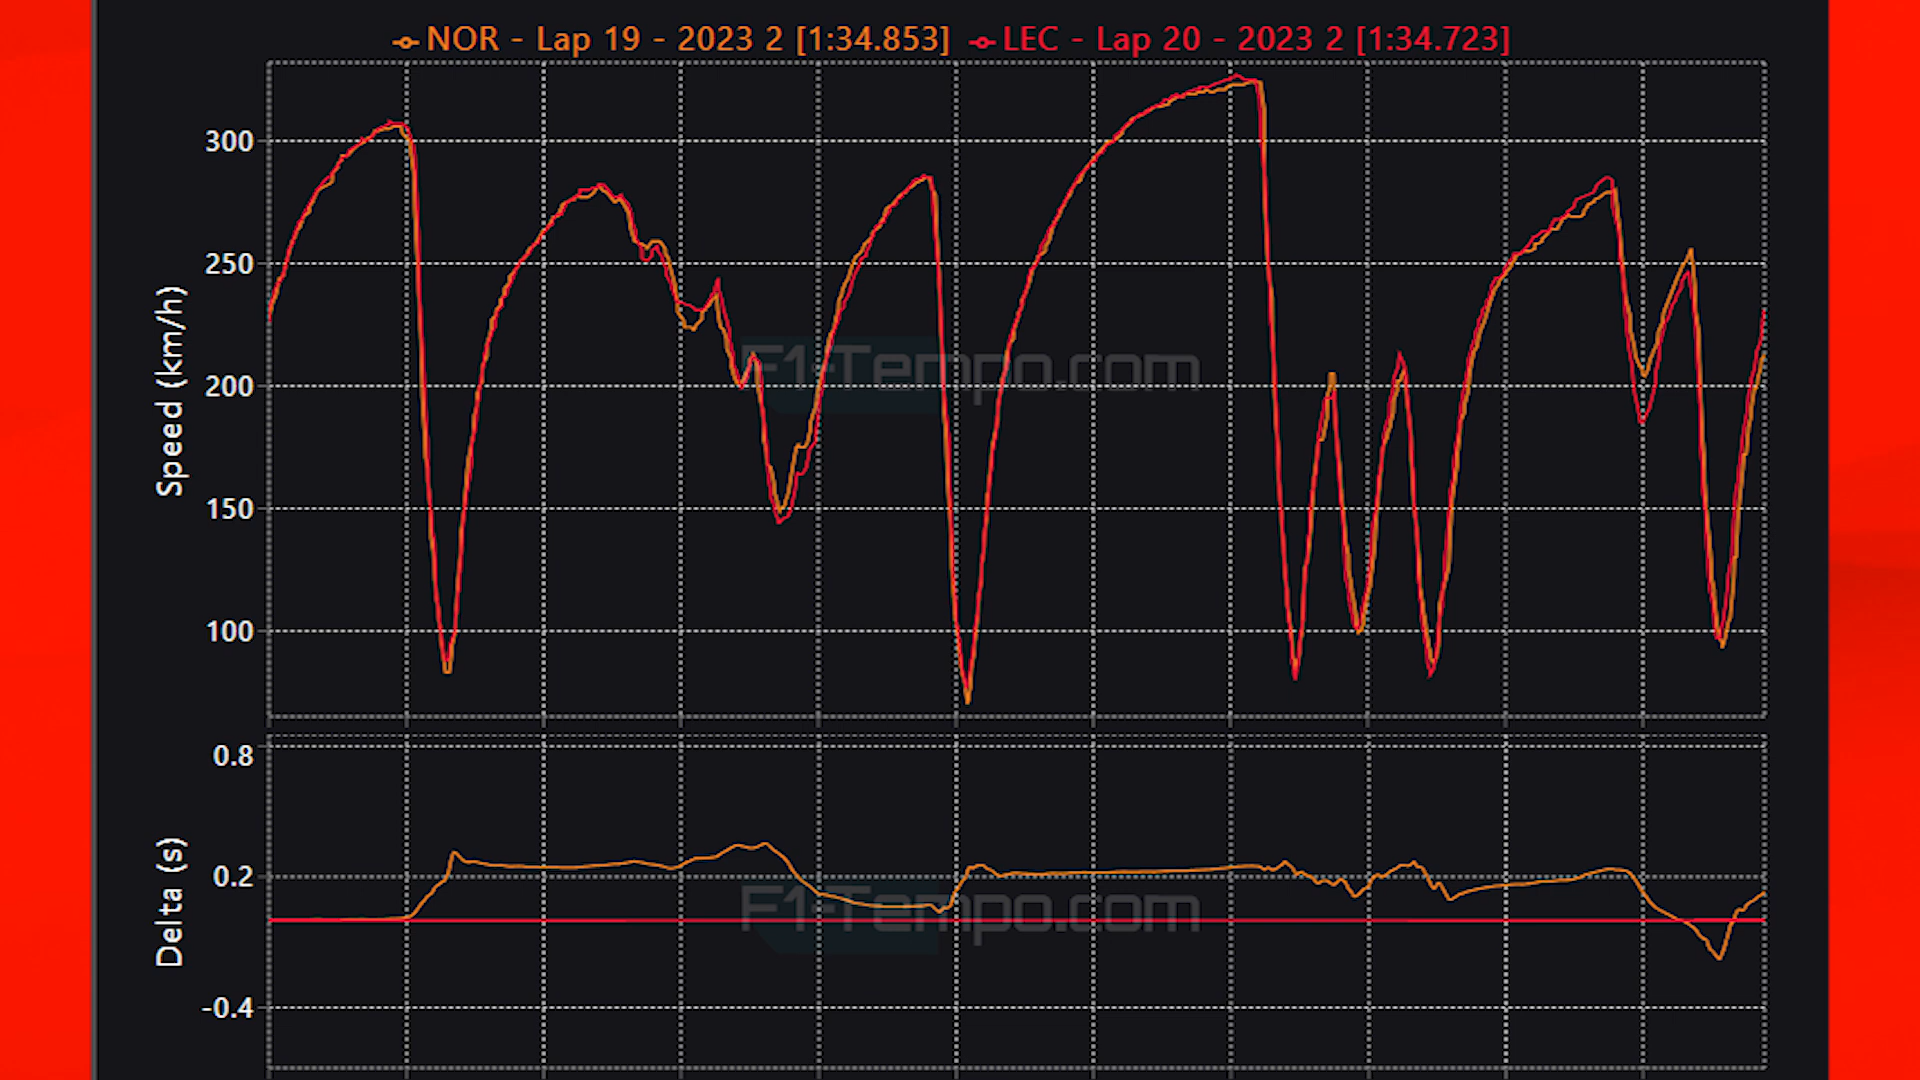 NOR - Lap 19 - 2023 2 [1:34.853] LEC - Lap 20 - 2023 2 [1:34.723]
300
250
200
150
100
Speed (km/h)
F1-Tempo.com
0.8
0.2
-0.4
Delta (s)
F1-Tempo.com